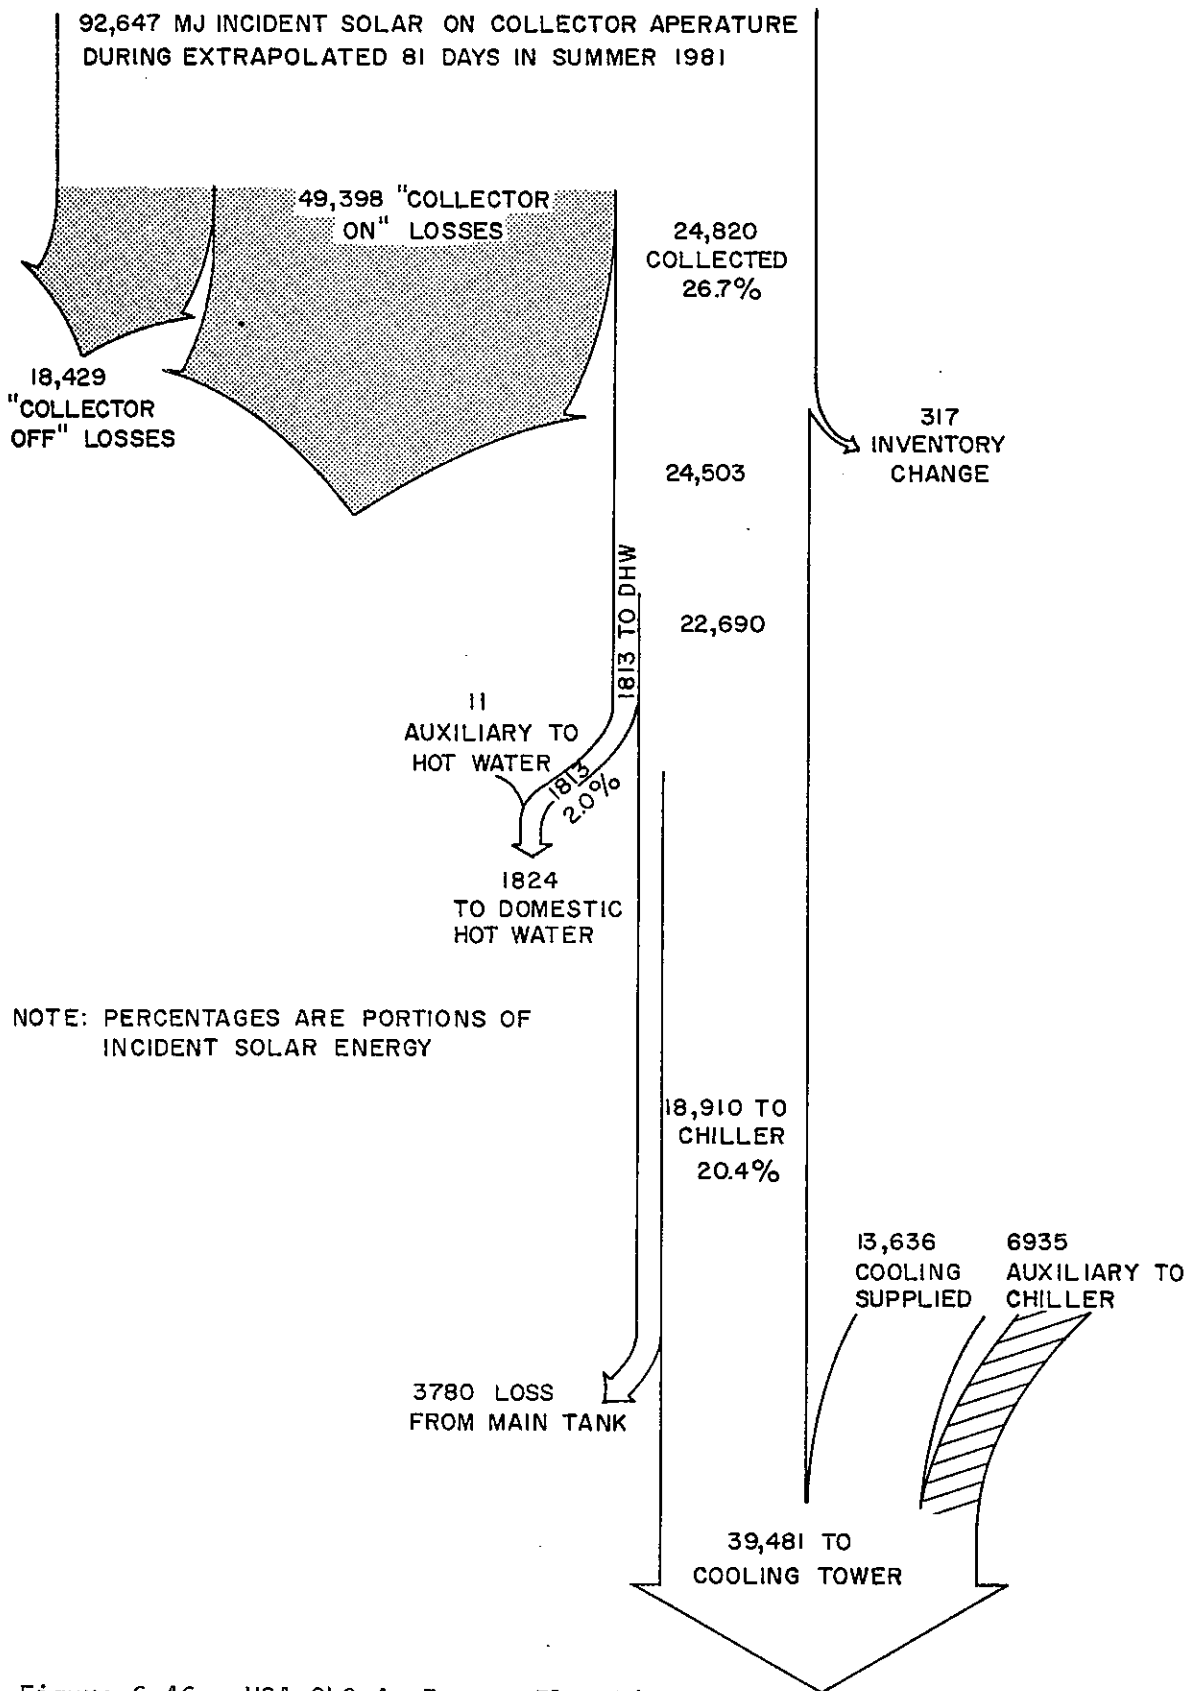 92,647 MJ INCIDENT SOLAR ON COLLECTOR APERATURE
DURING EXTRAPOLATED 81 DAYS IN SUMMER 1981
49,398 "COLLECTOR
ON" LOSSES
24,820
COLLECTED
26.7%
18,429
"COLLECTOR
OFF" LOSSES
317
INVENTORY
CHANGE
24,503
1813 TO DHW
22,690
11
AUXILIARY TO
HOT WATER
1813
2.0%
1824
TO DOMESTIC
HOT WATER
NOTE: PERCENTAGES ARE PORTIONS OF
INCIDENT SOLAR ENERGY
18,910 TO
CHILLER
20.4%
13,636
COOLING
SUPPLIED
6935
AUXILIARY TO
CHILLER
3780 LOSS
FROM MAIN TANK
39,481 TO
COOLING TOWER